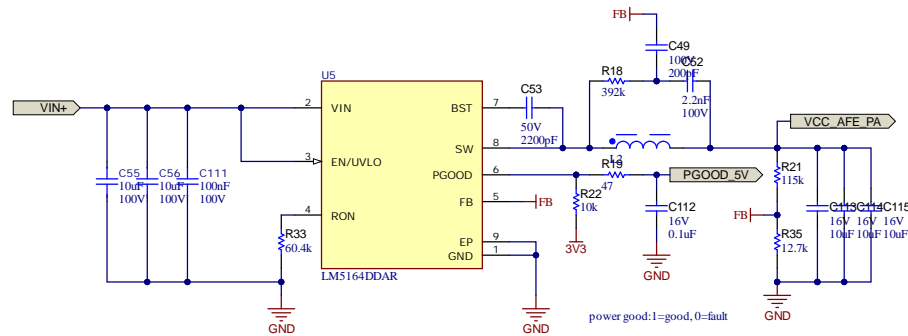 FB
C49
100V
200pF
C52
2.2nF
100V
R18
392k
U5
VIN+
2
VIN
BST
7
C53
50V
2200pF
VCC_AFE_PA
3
EN/UVLO
SW
8
L2
R21
115k
C55
10uF
100V
C56
10uF
100V
C111
100nF
100V
PGOOD
6
R19
47
PGOOD_5V
R22
10k
FB
5
FB
C112
16V
0.1uF
FB
C113
16V
10uF
C114
16V
10uF
C115
16V
10uF
4
RON
R33
60.4k
EP
9
GND
1
3V3
R35
12.7k
LM5164DDAR
GND
GND
GND
GND
power good:1=good, 0=fault